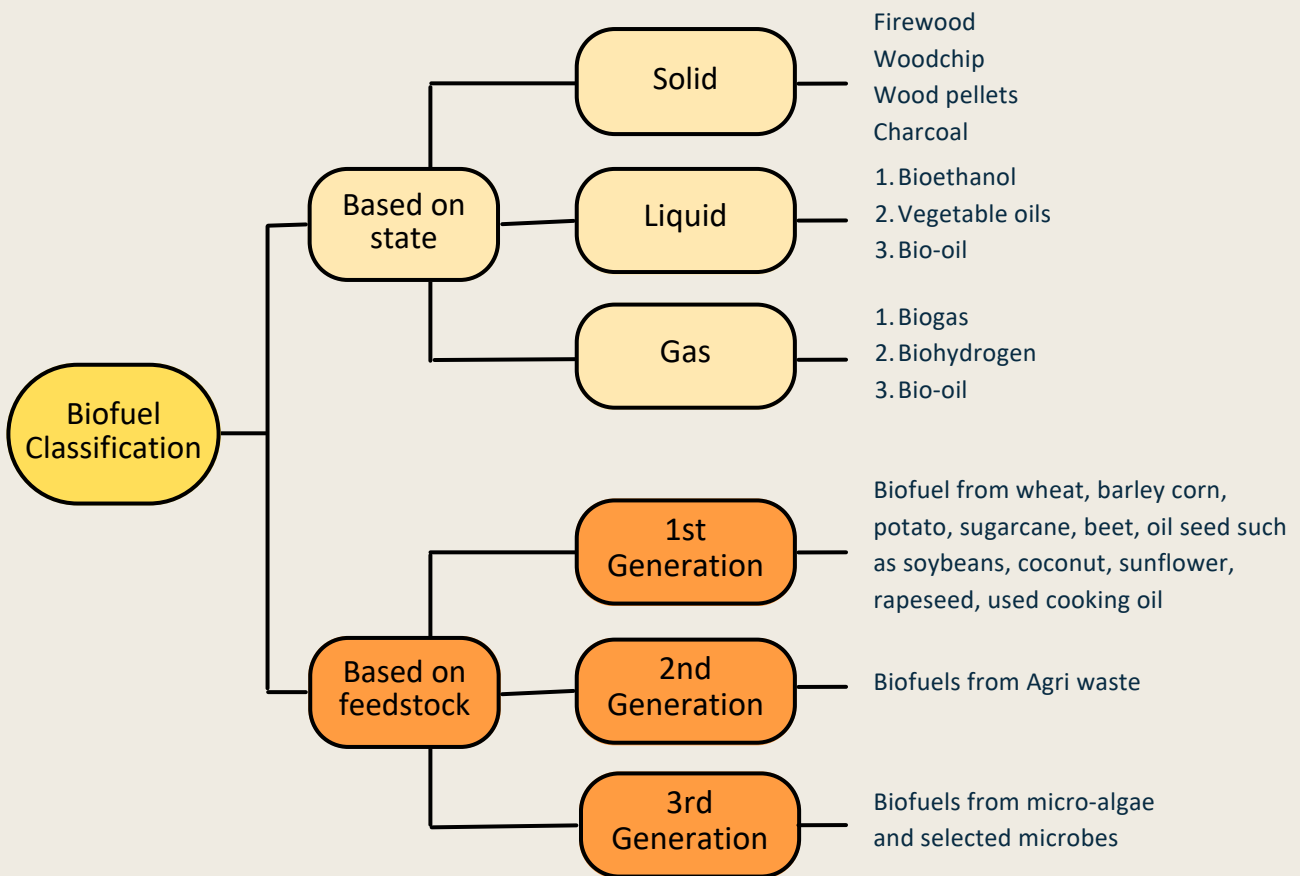 Biofuel
Classification
Based on
state
Solid
Firewood
Woodchip
Wood pellets
Charcoal
Liquid
1. Bioethanol
2. Vegetable oils
3. Bio-oil
Gas
1. Biogas
2. Biohydrogen
3. Bio-oil
Based on
feedstock
1st
Generation
Biofuel from wheat, barley corn,
potato, sugarcane, beet, oil seed such
as soybeans, coconut, sunflower,
rapeseed, used cooking oil
2nd
Generation
Biofuels from Agri waste
3rd
Generation
Biofuels from micro-algae
and selected microbes